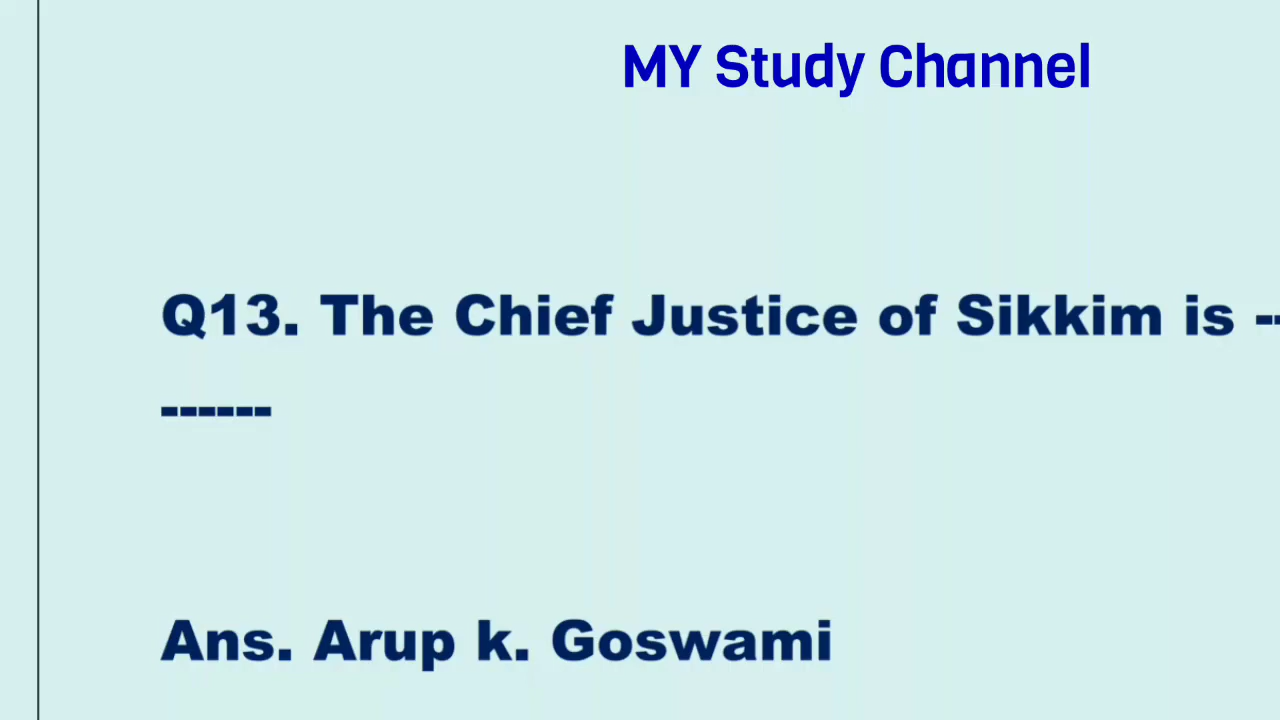 MY Study Channel
Q13. The Chief Justice of Sikkim is --
------
Ans. Arup k. Goswami